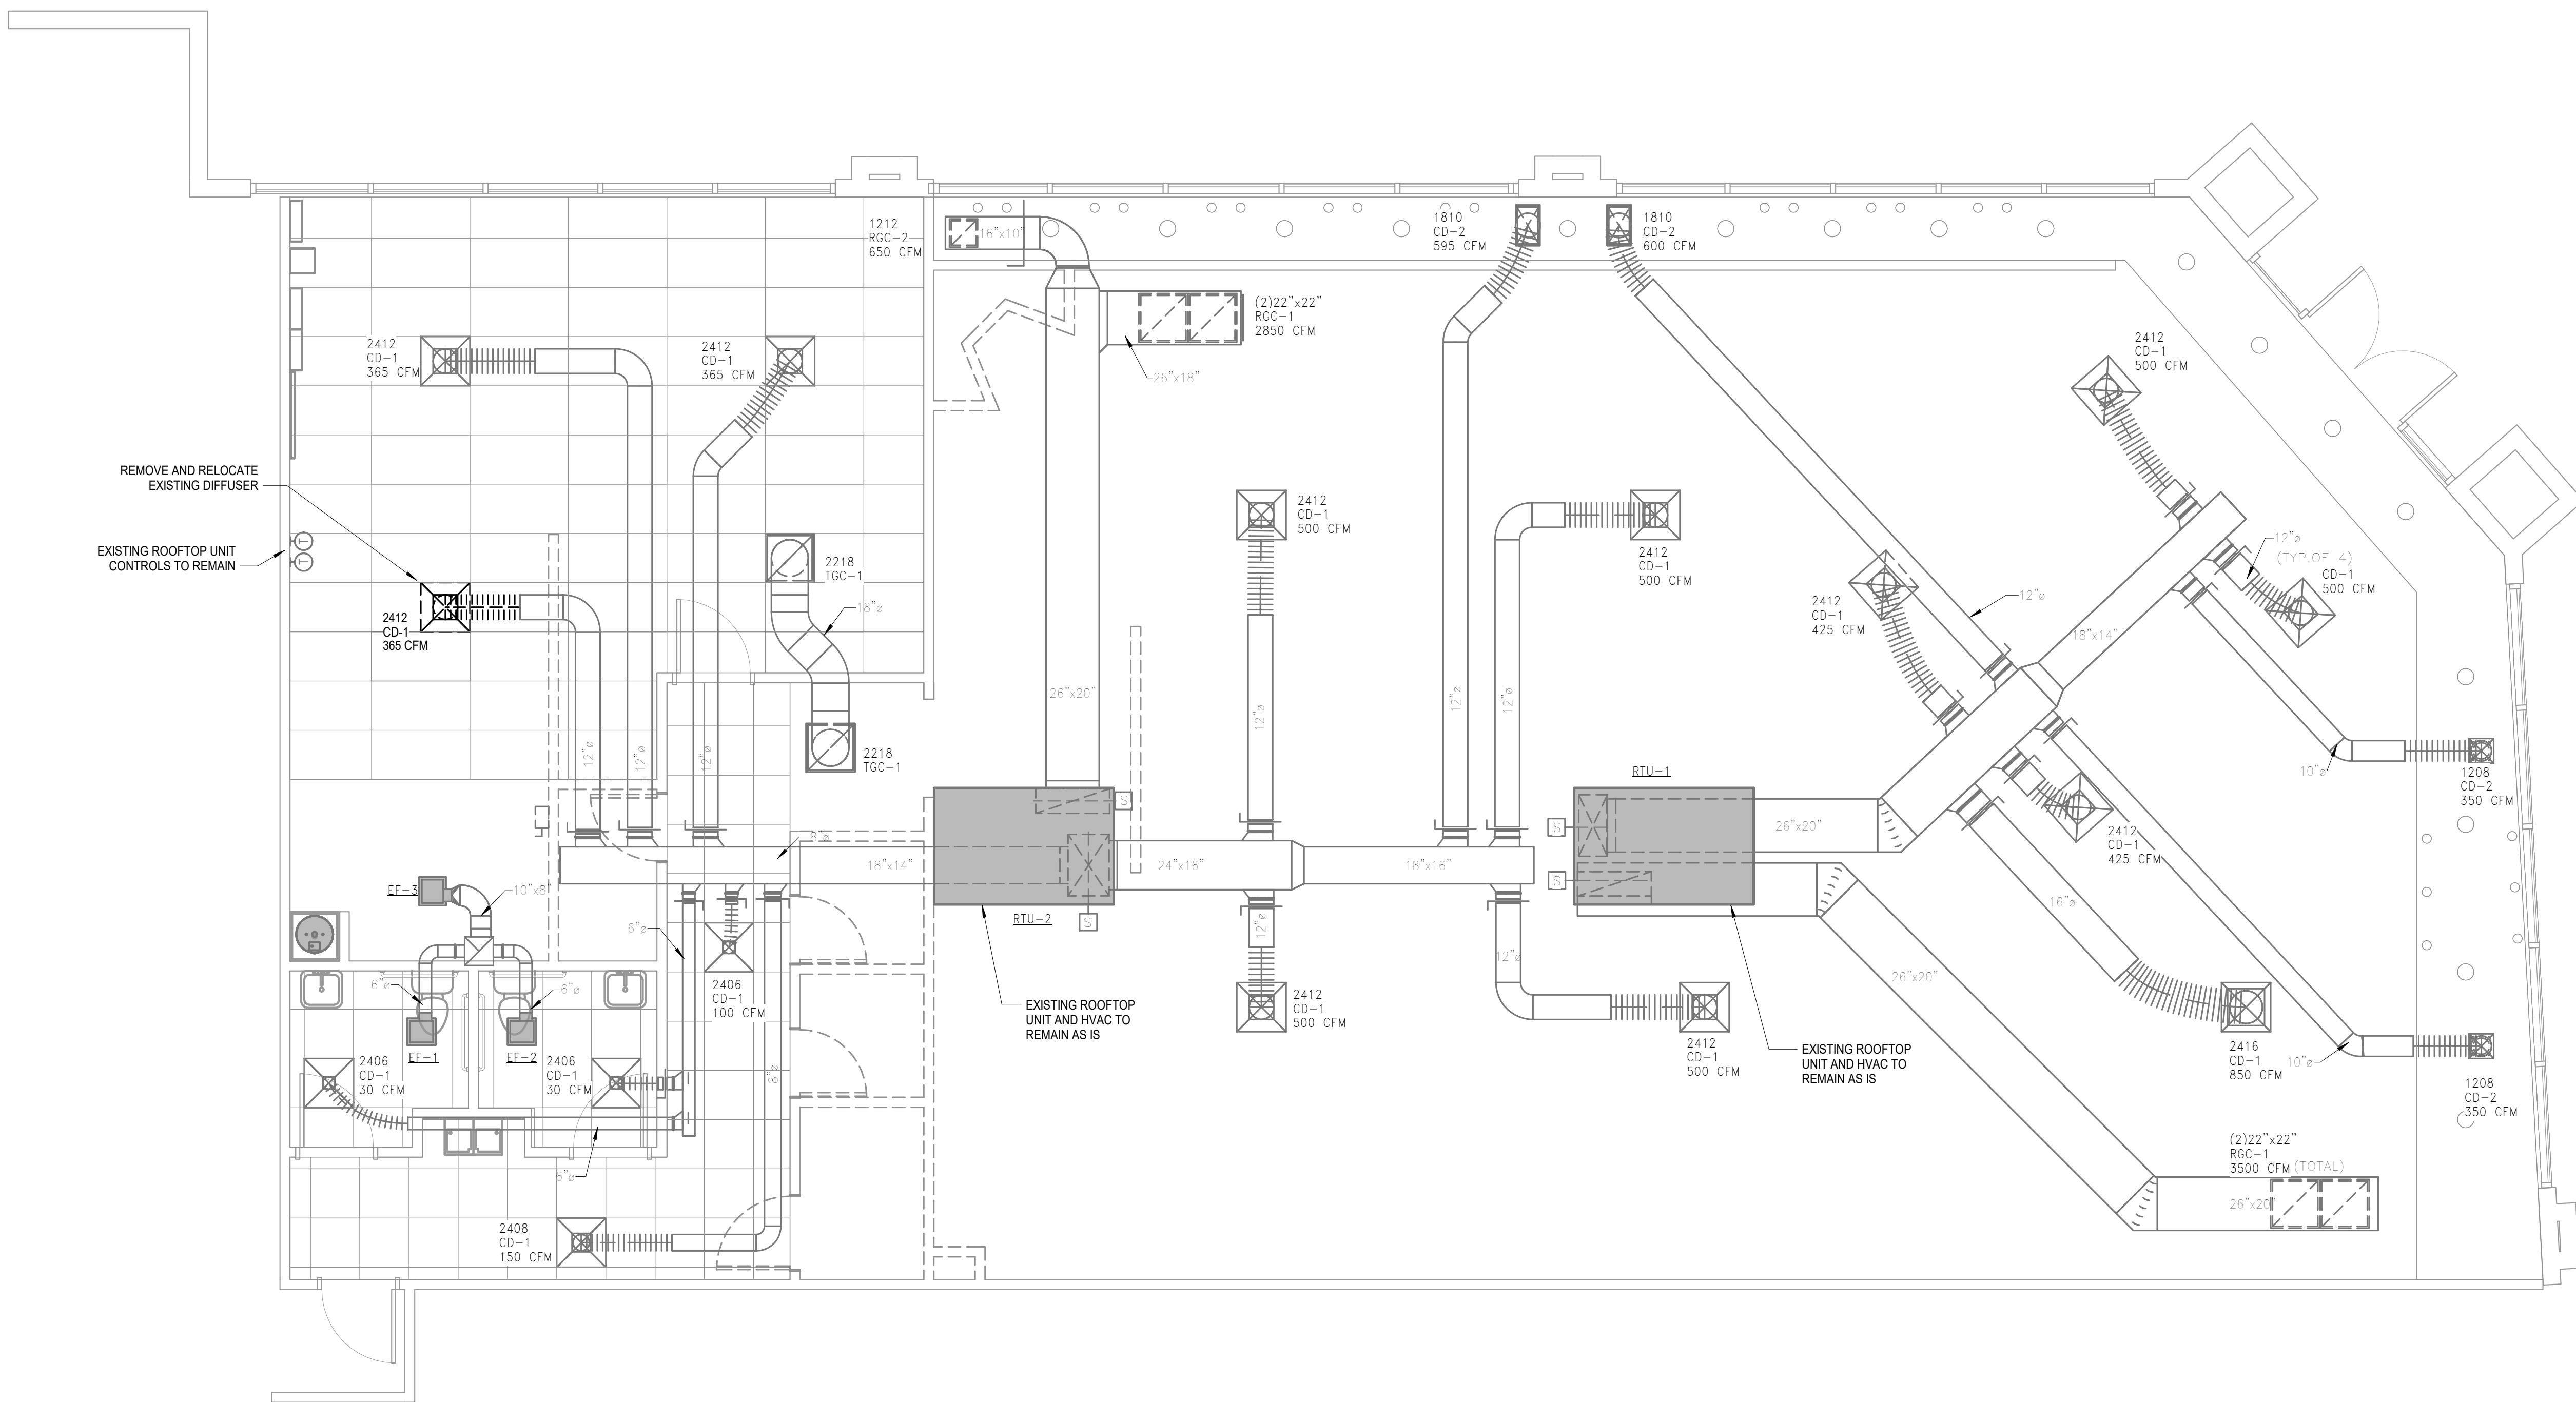 1212
RGC-2
650 CFM
16"x10"
1810
CD-2
595 CFM
1810
CD-2
600 CFM
(2)22"x22"
RGC-1
2850 CFM
26"x18"
2412
CD-1
365 CFM
2412
CD-1
365 CFM
2412
CD-1
500 CFM
REMOVE AND RELOCATE
EXISTING DIFFUSER
EXISTING ROOFTOP UNIT
CONTROLS TO REMAIN
T
T
2412
CD-1
365 CFM
2218
TGC-1
18"ø
2412
CD-1
500 CFM
2412
CD-1
500 CFM
2412
CD-1
425 CFM
12"ø
12"ø
(TYP.OF 4)
CD-1
500 CFM
18"x14"
26"x20"
12"ø
12"ø
12"ø
12"ø
12"ø
12"ø
2218
TGC-1
RTU-1
10"ø
1208
CD-2
350 CFM
S
S
S
S
26"x20"
8"ø
18"x14"
24"x16"
18"x16"
2412
CD-1
425 CFM
EF-3
10"x8"
6"ø
RTU-2
12"ø
12"ø
16"ø
26"x20"
6"ø
6"ø
2406
CD-1
100 CFM
EXISTING ROOFTOP
UNIT AND HVAC TO
REMAIN AS IS
2412
CD-1
500 CFM
2412
CD-1
500 CFM
EXISTING ROOFTOP
UNIT AND HVAC TO
REMAIN AS IS
2416
CD-1
850 CFM
10"ø
1208
CD-2
350 CFM
EF-1
EF-2
2406
CD-1
30 CFM
2406
CD-1
30 CFM
8"ø
6"ø
(2)22"x22"
RGC-1
3500 CFM (TOTAL)
26"x20"
2408
CD-1
150 CFM